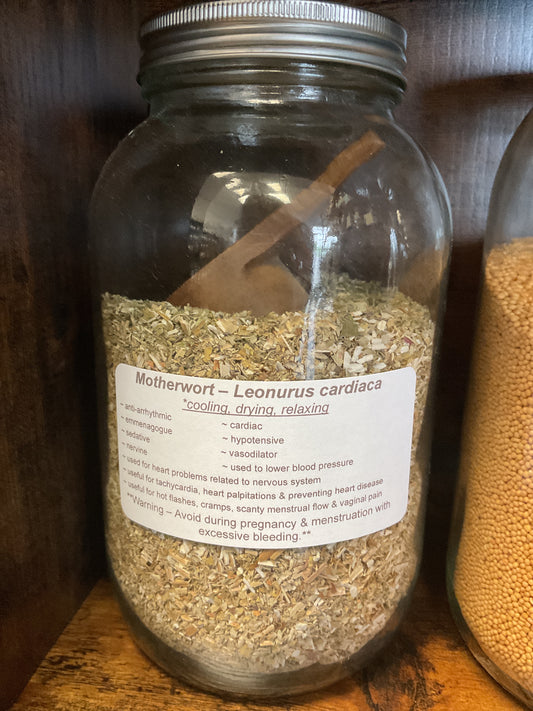 Motherwort – Leonurus cardiaca
*cooling, drying, relaxing
~ anti-arrhythmic
~ emmenagogue
~ sedative
~ nervine
~ cardiac
~ hypotensive
~ vasodilator
~ used to lower blood pressure
~ used for heart problems related to nervous system
~ useful for tachycardia, heart palpitations & preventing heart disease
~ useful for hot flashes, cramps, scanty menstrual flow & vaginal pain
**Warning – Avoid during pregnancy & menstruation with
excessive bleeding.**